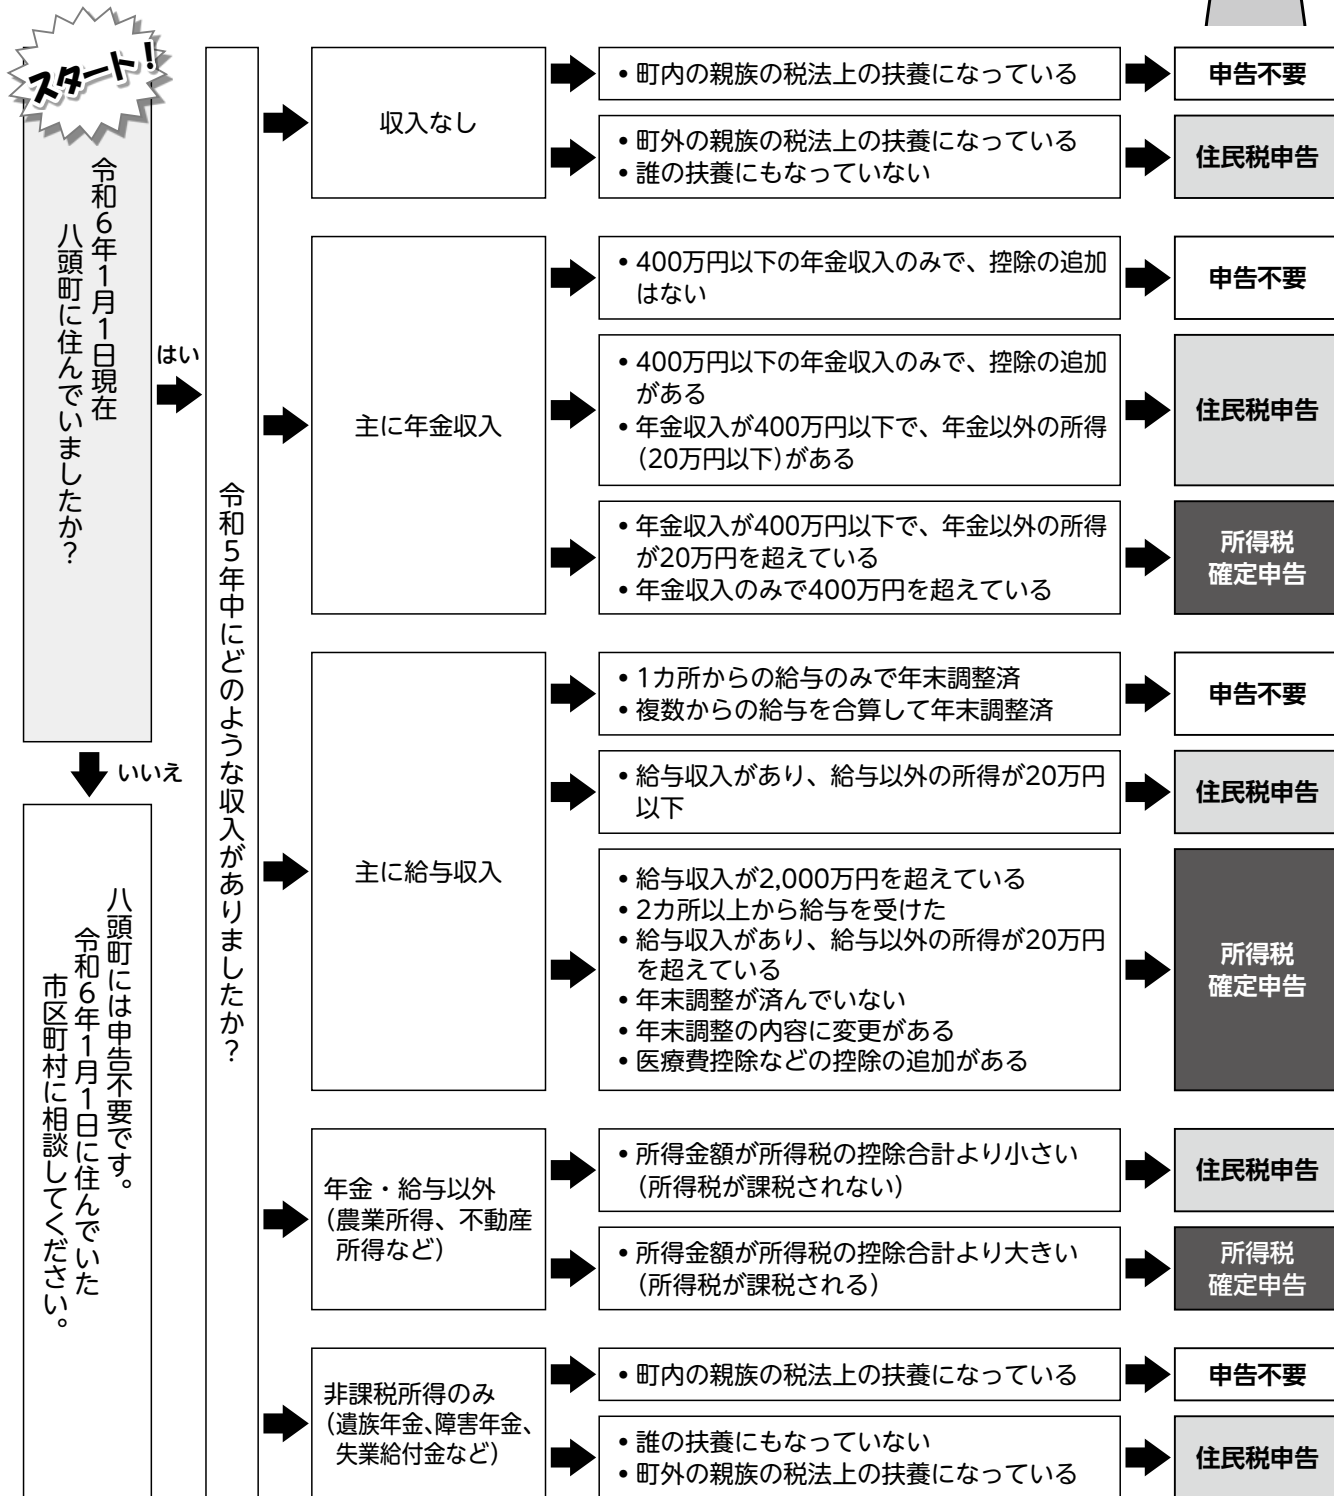 スタート！
令和6年1月1日現在
八頭町に住んでいましたか？
はい
いいえ
八頭町には申告不要です。
令和6年1月1日に住んでいた
市区町村に相談してください。
令和5年中にどのような収入がありましたか？
収入なし
• 町内の親族の税法上の扶養になっている
申告不要
• 町外の親族の税法上の扶養になっている
• 誰の扶養にもなっていない
住民税申告
主に年金収入
• 400万円以下の年金収入のみで、控除の追加
はない
申告不要
• 400万円以下の年金収入のみで、控除の追加
がある
• 年金収入が400万円以下で、年金以外の所得
（20万円以下）がある
住民税申告
• 年金収入が400万円以下で、年金以外の所得
が20万円を超えている
• 年金収入のみで400万円を超えている
所得税
確定申告
主に給与収入
• 1カ所からの給与のみで年末調整済
• 複数からの給与を合算して年末調整済
申告不要
• 給与収入があり、給与以外の所得が20万円
以下
住民税申告
• 給与収入が2,000万円を超えている
• 2カ所以上から給与を受けた
• 給与収入があり、給与以外の所得が20万円
を超えている
• 年末調整が済んでいない
• 年末調整の内容に変更がある
• 医療費控除などの控除の追加がある
所得税
確定申告
年金・給与以外
（農業所得、不動産
所得など）
• 所得金額が所得税の控除合計より小さい
（所得税が課税されない）
住民税申告
• 所得金額が所得税の控除合計より大きい
（所得税が課税される）
所得税
確定申告
非課税所得のみ
（遺族年金、障害年金、
失業給付金など）
• 町内の親族の税法上の扶養になっている
申告不要
• 誰の扶養にもなっていない
• 町外の親族の税法上の扶養になっている
住民税申告